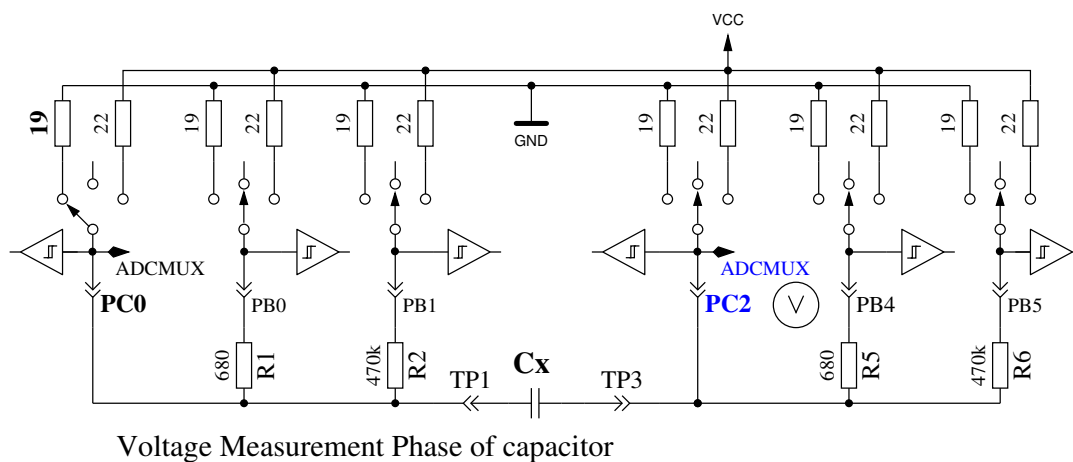 VCC
19
22
19
22
19
22
GND
19
22
19
22
19
22
ADCMUX
ADCMUX
PC0
PB0
PB1
PC2
V
PB4
PB5
680
R1
470k
R2
TP1
Cx
TP3
680
R5
470k
R6
Voltage Measurement Phase of capacitor